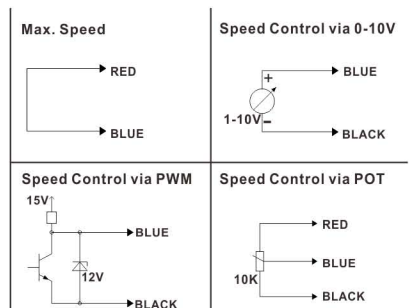 Max. Speed
RED
BLUE
Speed Control via 0-10V
+
BLUE
1-10V
-
BLACK
Speed Control via PWM
15V
BLUE
12V
BLACK
Speed Control via POT
RED
BLUE
10K
BLACK